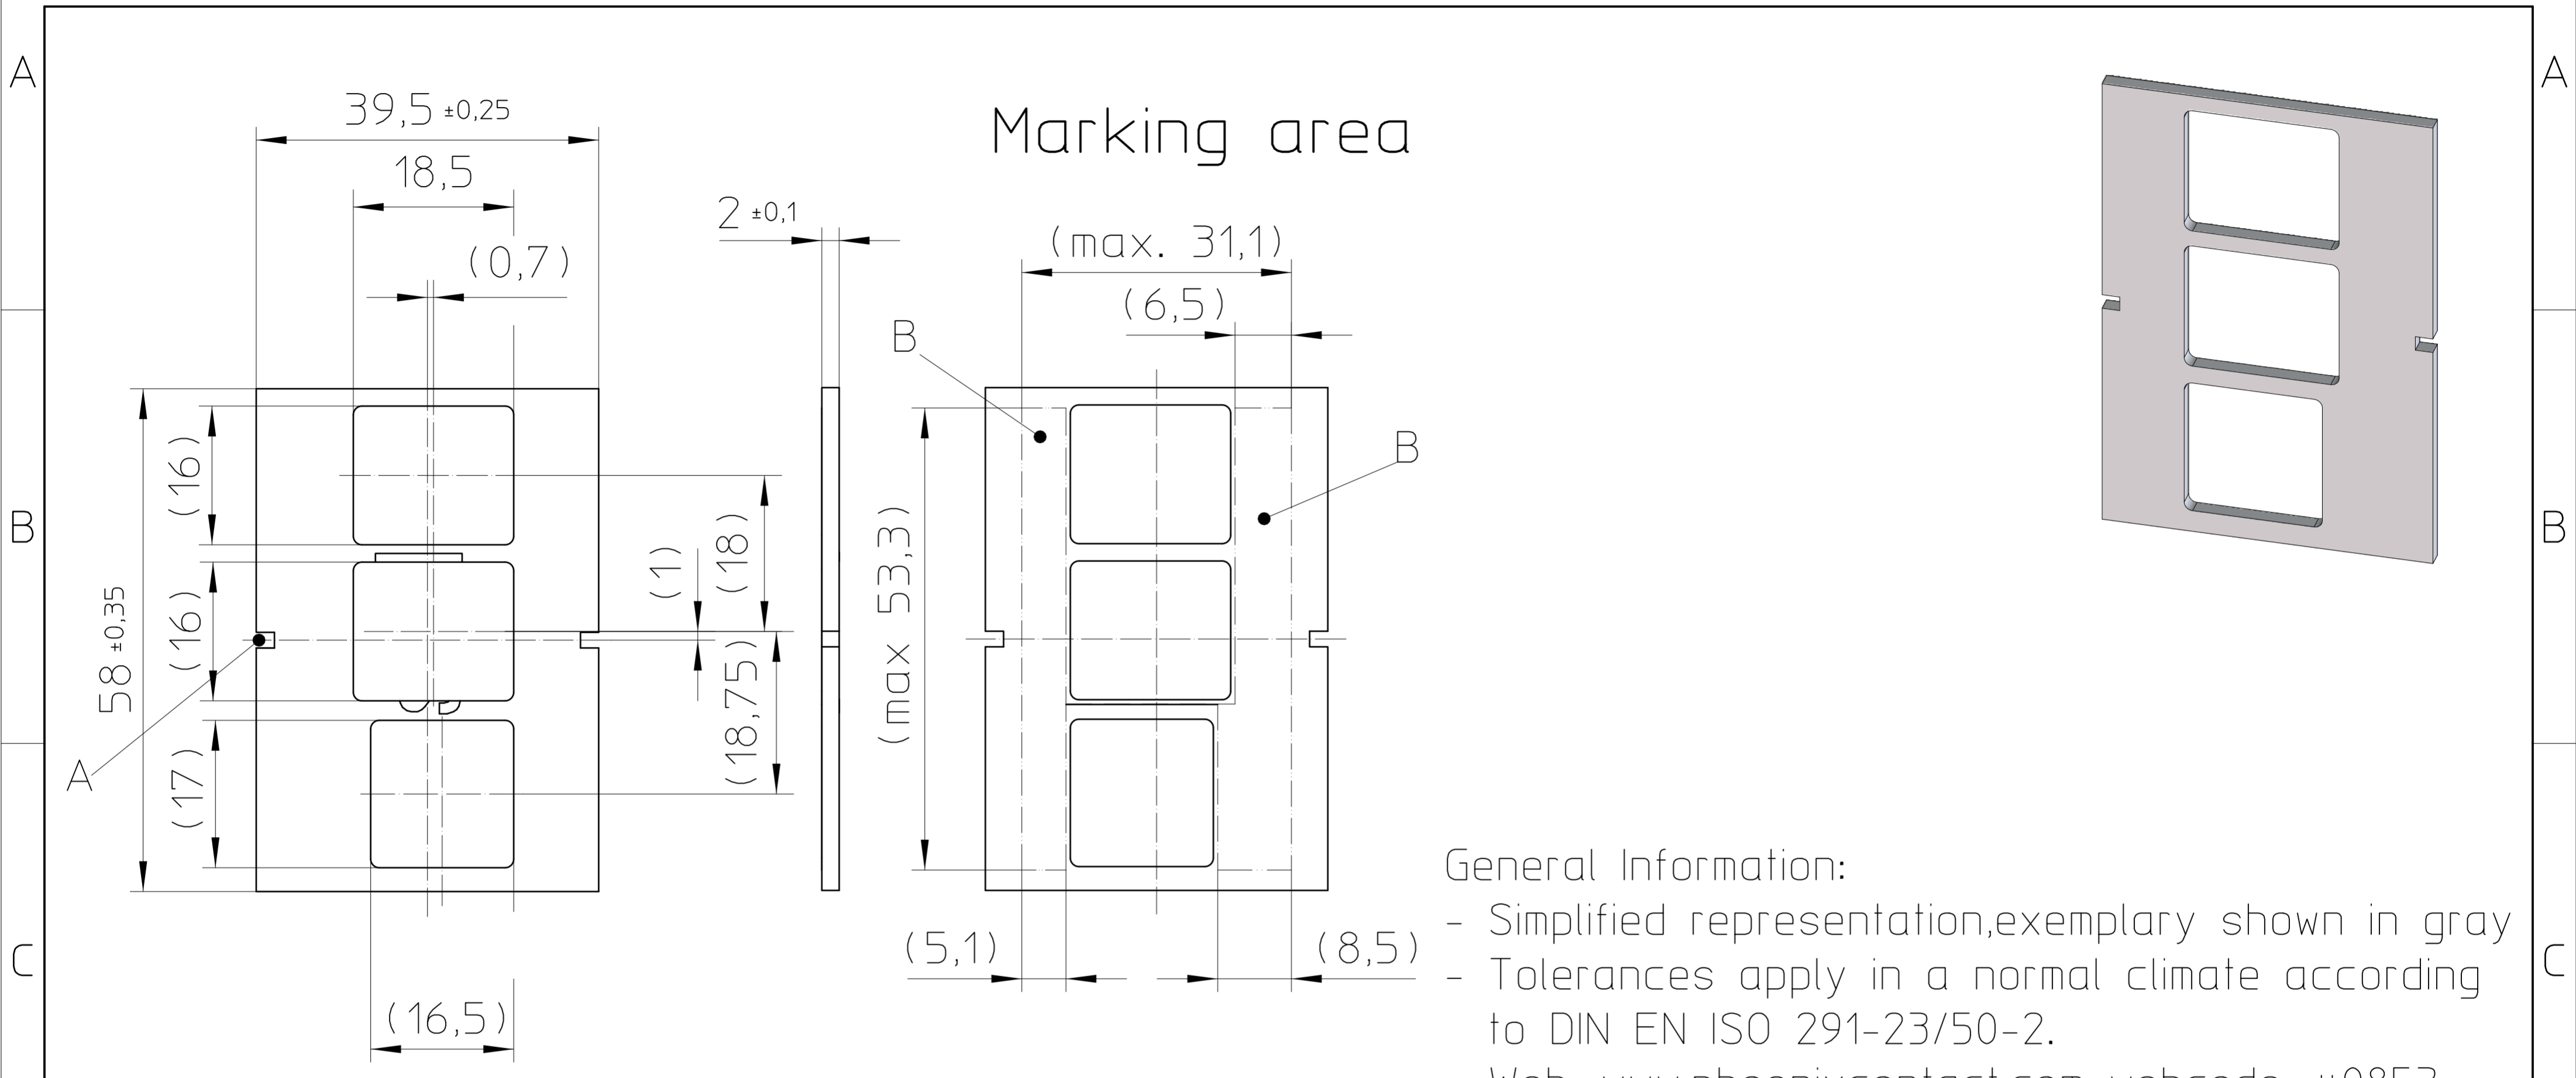 A
A
39,5 ±0,25
18,5
(0,7)
Marking area
2 ±0,1
(max. 31,1)
(6,5)
B
B
(16)
(16)
(17)
58 ±0,35
A
(1)
(18)
(18,75)
(max 53,3)
B
B
(5,1)
(8,5)
(16,5)
C
C
General Information:
- Simplified representation,exemplary shown in gray
- Tolerances apply in a normal climate according
to DIN EN ISO 291-23/50-2.